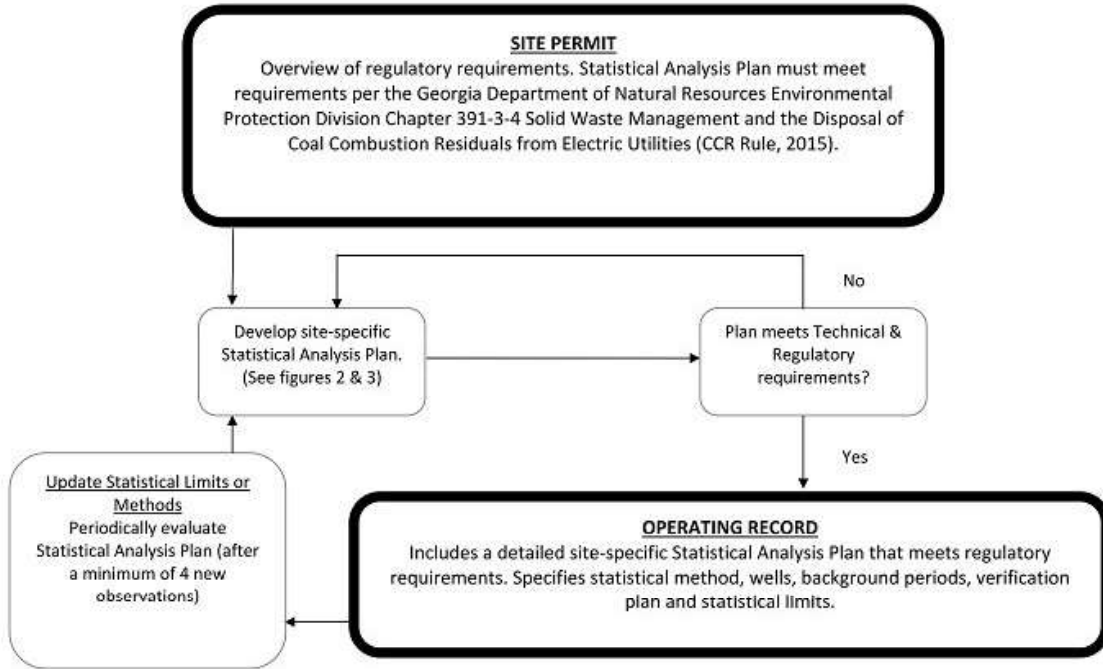 SITE PERMIT
Overview of regulatory requirements. Statistical Analysis Plan must meet
requirements per the Georgia Department of Natural Resources Environmental
Protection Division Chapter 391-3-4 Solid Waste Management and the Disposal of
Coal Combustion Residuals from Electric Utilities (CCR Rule, 2015).
No
Develop site-specific
Statistical Analysis Plan.
(See figures 2 & 3)
Plan meets Technical &
Regulatory
requirements?
Yes
Update Statistical Limits or
Methods
Periodically evaluate
Statistical Analysis Plan (after
a minimum of 4 new
observations)
OPERATING RECORD
Includes a detailed site-specific Statistical Analysis Plan that meets regulatory
requirements. Specifies statistical method, wells, background periods, verification
plan and statistical limits.